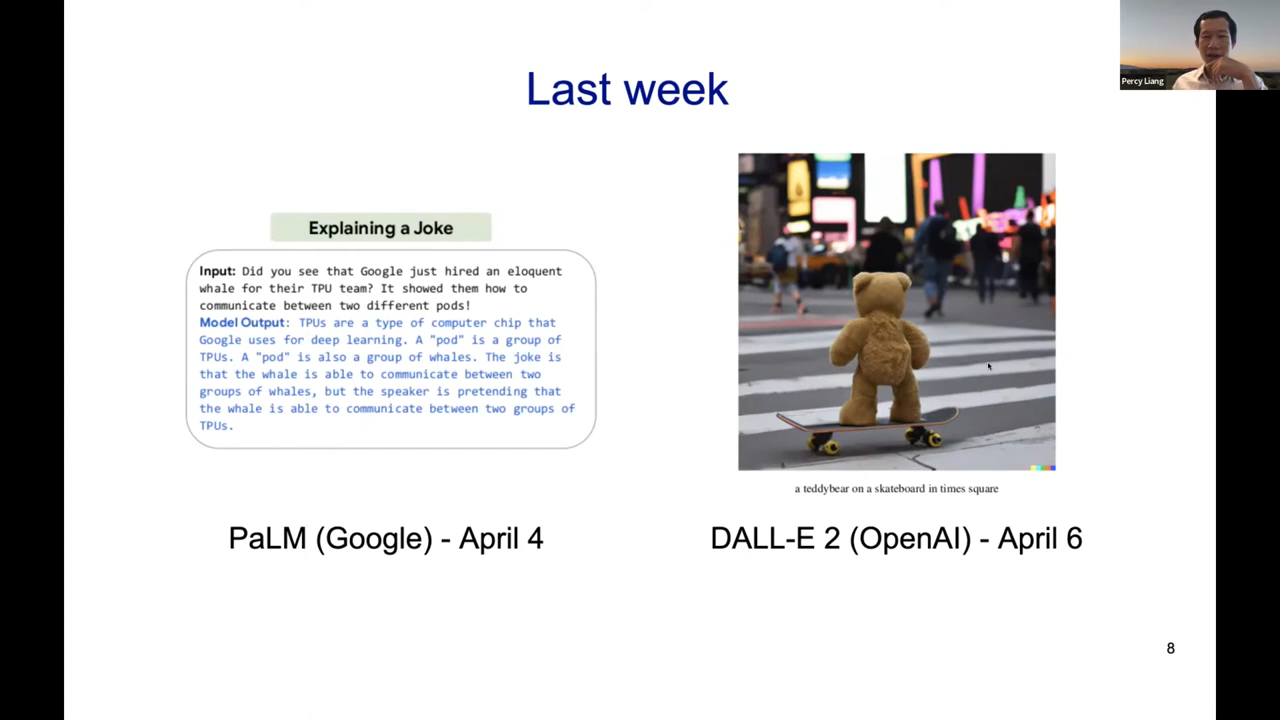 Percy Liang
Last week
Explaining a Joke
Input: Did you see that Google just hired an eloquent
whale for their TPU team? It showed them how to
communicate between two different pods!
Model Output: TPUs are a type of computer chip that
Google uses for deep learning. A "pod" is a group of
TPUs. A "pod" is also a group of whales. The joke is
that the whale is able to communicate between two
groups of whales, but the speaker is pretending that
the whale is able to communicate between two groups of
TPUs.
PaLM (Google) - April 4
a teddybear on a skateboard in times square
DALL-E 2 (OpenAI) - April 6
8